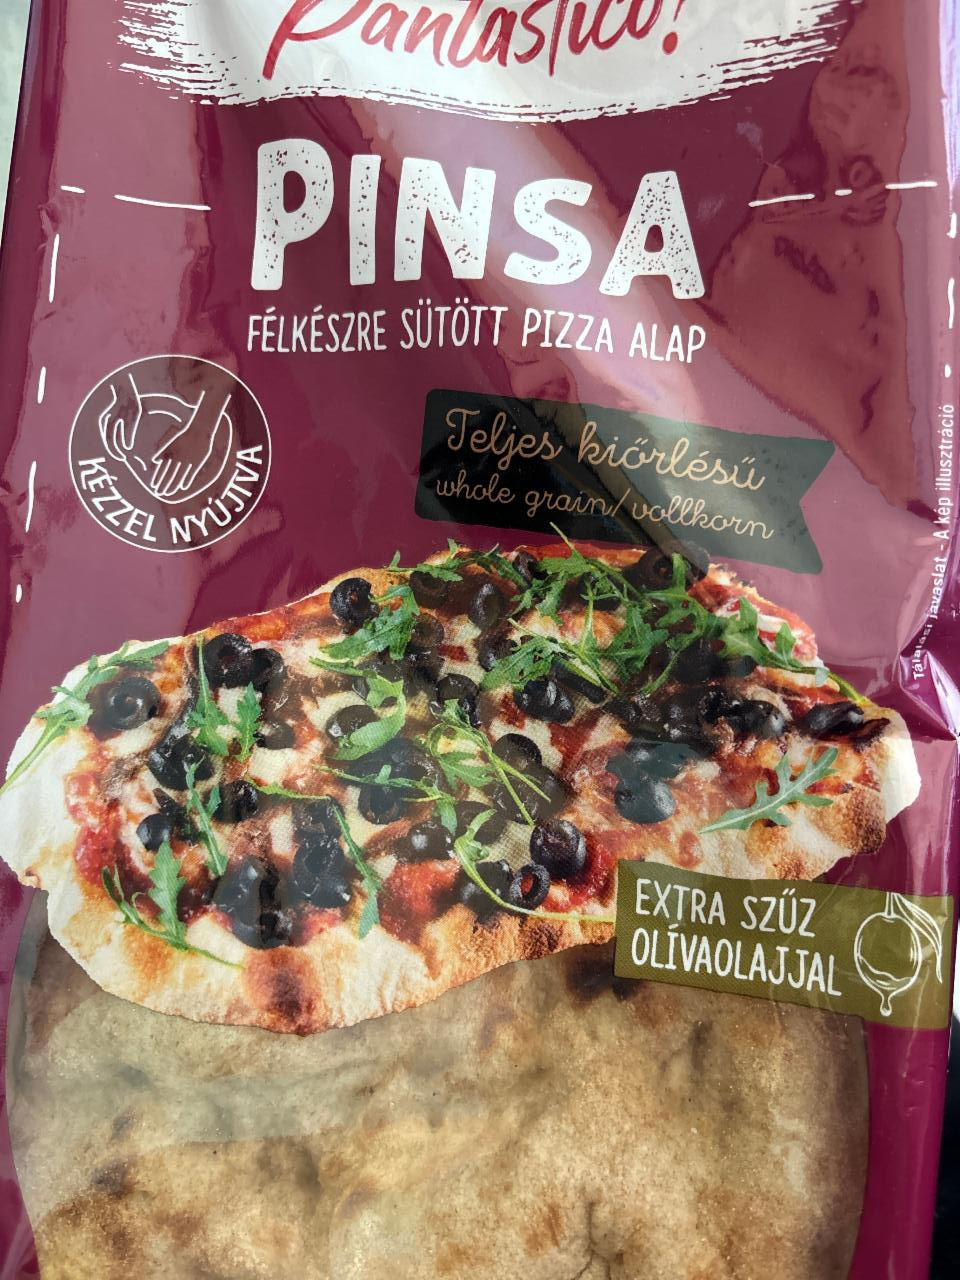 Pantastico!
PINSA
FÉLKÉSZRE SÜTÖTT PIZZA ALAP
KÉZZEL NYÚJTVA
Teljes kiőrlésű
whole grain/vollkorn
Tálalási javaslat - A kép illusztráció
EXTRA SZŰZ
OLÍVAOLAJJAL